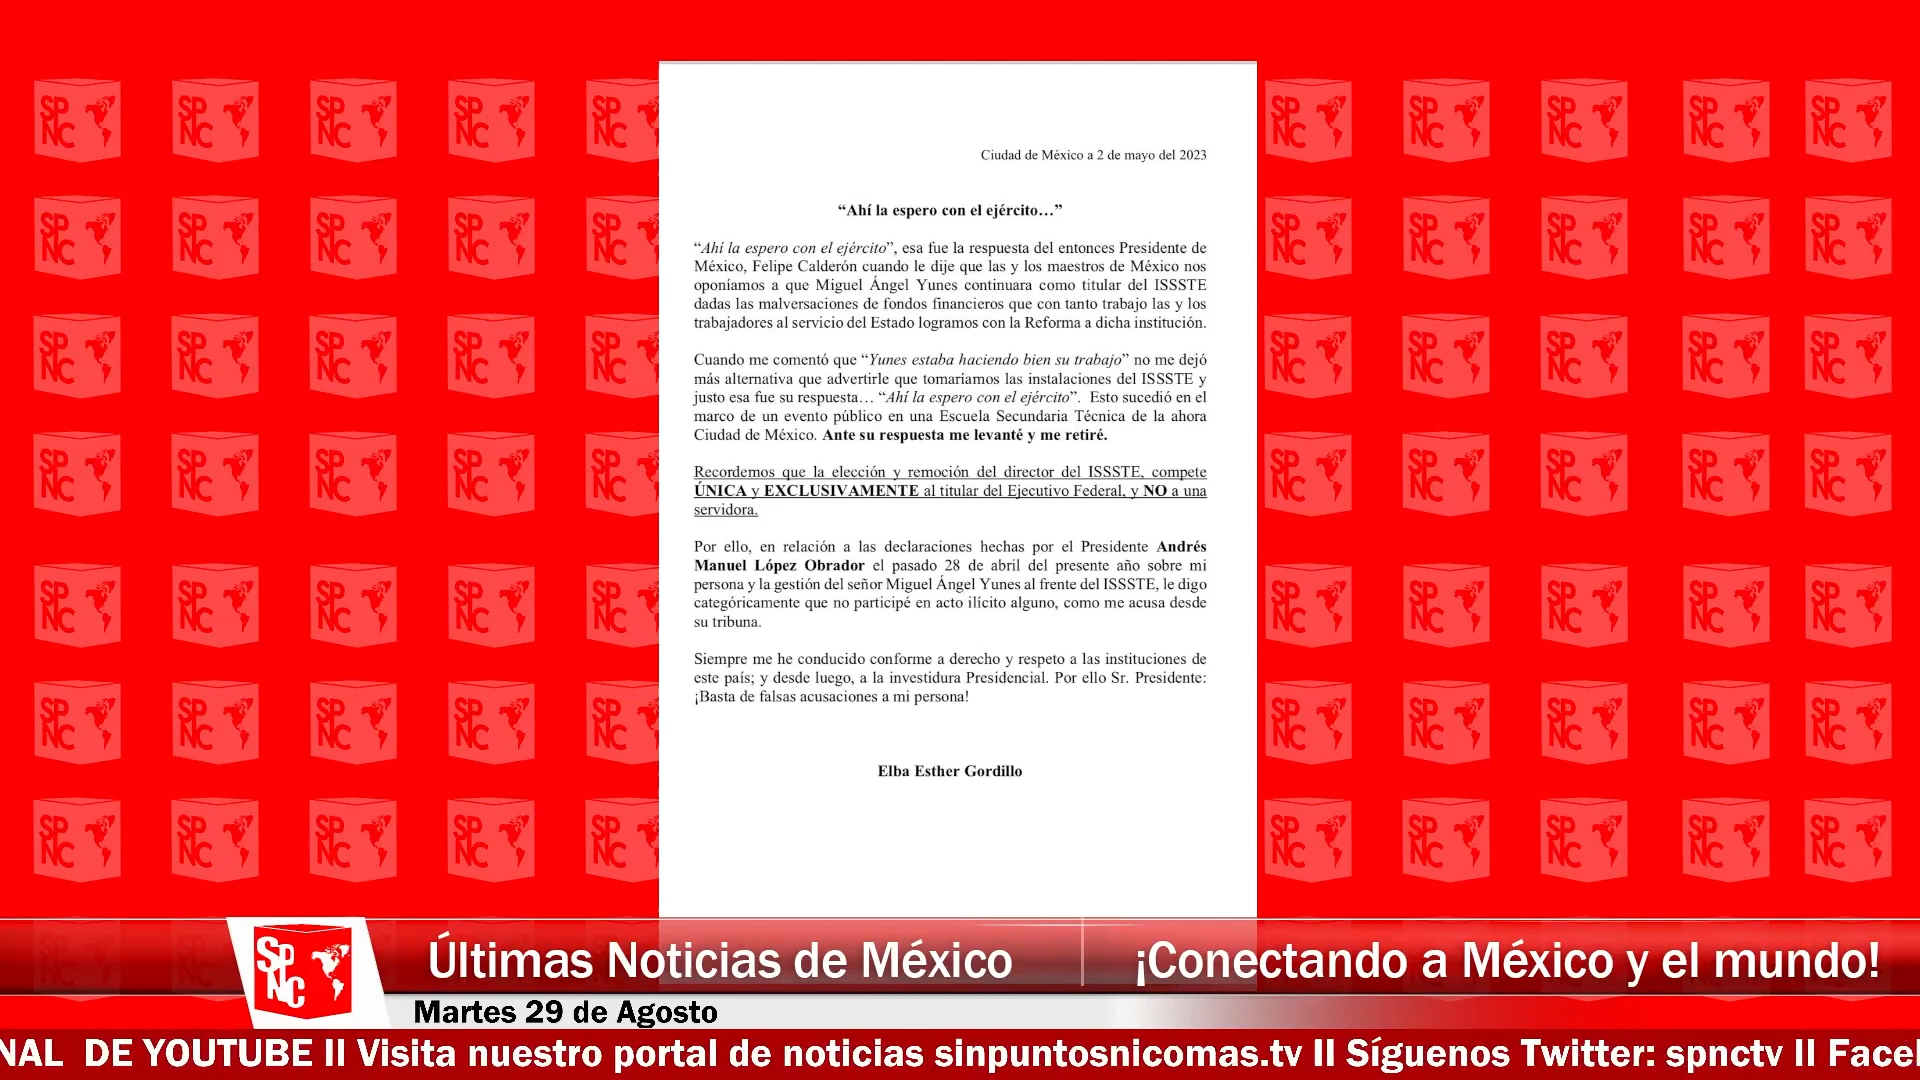 Ciudad de México a 2 de mayo del 2023
“Ahí la espero con el ejército…”
“Ahí la espero con el ejército”, esa fue la respuesta del entonces Presidente de
México, Felipe Calderón cuando le dije que las y los maestros de México nos
oponíamos a que Miguel Ángel Yunes continuara como titular del ISSSTE
dadas las malversaciones de fondos financieros que con tanto trabajo las y los
trabajadores al servicio del Estado logramos con la Reforma a dicha institución.
Cuando me comentó que “Yunes estaba haciendo bien su trabajo” no me dejó
más alternativa que advertirle que tomaríamos las instalaciones del ISSSTE y
justo esa fue su respuesta… “Ahí la espero con el ejército”. Esto sucedió en el
marco de un evento público en una Escuela Secundaria Técnica de la ahora
Ciudad de México. Ante su respuesta me levanté y me retiré.
Recordemos que la elección y remoción del director del ISSSTE, compete
ÚNICA y EXCLUSIVAMENTE al titular del Ejecutivo Federal, y NO a una
servidora.
Por ello, en relación a las declaraciones hechas por el Presidente Andrés
Manuel López Obrador el pasado 28 de abril del presente año sobre mi
persona y la gestión del señor Miguel Ángel Yunes al frente del ISSSTE, le digo
categóricamente que no participé en acto ilícito alguno, como me acusa desde
su tribuna.
Siempre me he conducido conforme a derecho y respeto a las instituciones de
este país; y desde luego, a la investidura Presidencial. Por ello Sr. Presidente:
¡Basta de falsas acusaciones a mi persona!
Elba Esther Gordillo
SP
NC
Últimas Noticias de México
¡Conectando a México y el mundo!
Martes 29 de Agosto
NAL DE YOUTUBE II Visita nuestro portal de noticias sinpuntosnicomas.tv II Síguenos Twitter: spnctv II Face